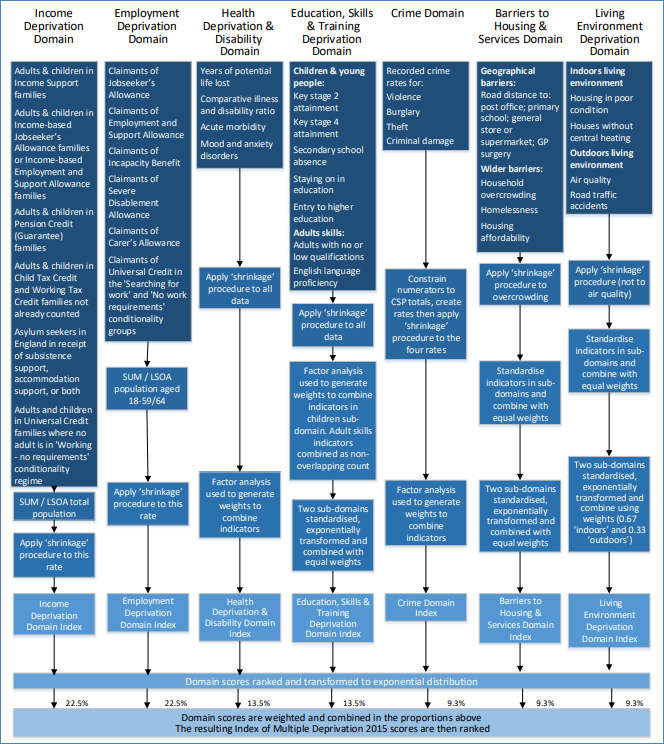 Income
Deprivation
Domain
Adults & children in
Income Support
families
Adults & children in
Income-based
Jobseeker's
Allowance families
or Income-based
Employment and
Support Allowance
families
Adults & children in
Pension Credit
(Guarantee)
families
Adults & children in
Child Tax Credit
and Working Tax
Credit families not
already counted
Asylum seekers in
England in receipt
of subsistence
support,
accommodation
support, or both
Adults and children
in Universal Credit
families where no
adult is in 'Working
- no requirements'
conditionality
regime
SUM / LSOA total
population
Apply 'shrinkage'
procedure to this
rate
Income
Deprivation
Domain Index
Employment
Deprivation
Domain
Claimants of
Jobseeker's
Allowance
Claimants of
Employment and
Support Allowance
Claimants of
Incapacity Benefit
Claimants of
Severe
Disablement
Allowance
Claimants of
Carer's Allowance
Claimants of
Universal Credit in
the 'Searching for
work' and 'No work
requirements'
conditionality
groups
SUM / LSOA
population aged
18-59/64
Apply 'shrinkage'
procedure to this
rate
Employment
Deprivation
Domain Index
Health
Deprivation &
Disability
Domain
Years of potential
life lost
Comparative illness
and disability ratio
Acute morbidity
Mood and anxiety
disorders
Apply 'shrinkage'
procedure to all
data
Factor analysis
used to generate
weights to
combine
indicators
Health
Deprivation &
Disability Domain
Index
Education, Skills
& Training
Deprivation
Domain
Children & young
people:
Key stage 2
attainment
Key stage 4
attainment
Secondary school
absence
Staying on in
education
Entry to higher
education
Adults skills:
Adults with no or
low qualifications
English language
proficiency
Apply 'shrinkage'
procedure to all
data
Factor analysis
used to generate
weights to combine
indicators in
children sub-
domain. Adult skills
indicators
combined as non-
overlapping count
Two sub-domains
standardised,
exponentially
transformed and
combined with
equal weights
Education, Skills &
Training
Deprivation
Domain Index
Crime Domain
Recorded crime
rates for:
Violence
Burglary
Theft
Criminal damage
Constrain
numerators to CSP
totals, create
rates then apply
'shrinkage'
procedure to the
four rates
Factor analysis
used to generate
weights to
combine
indicators
Crime Domain
Index
Barriers to
Housing &
Services Domain
Geographical
barriers:
Road distance to:
post office; primary
school; general
store or
supermarket; GP
surgery
Wider barriers:
Household
overcrowding
Homelessness
Housing
affordability
Apply 'shrinkage'
procedure to
overcrowding
Standardise
indicators in sub-
domains and
combine with
equal weights
Two sub-domains
standardised,
exponentially
transformed and
combined with
equal weights
Barriers to
Housing &
Services Domain
Index
Living
Environment
Deprivation
Domain
Indoors living
environment
Housing in poor
condition
Houses without
central heating
Outdoors living
environment
Air quality
Road traffic
accidents
Apply 'shrinkage'
procedure (not to
air quality)
Standardise
indicators in sub-
domains and
combine with
equal weights
Two sub-domains
standardised,
exponentially
transformed and
combine using
weights (0.67
'indoors' and 0.33
'outdoors')
Living
Environment
Deprivation
Domain Index
Domain scores ranked and transformed to exponential distribution
22.5% 22.5% 13.5% 13.5% 9.3% 9.3% 9.3%
Domain scores are weighted and combined in the proportions above
The resulting Index of Multiple Deprivation 2015 scores are then ranked